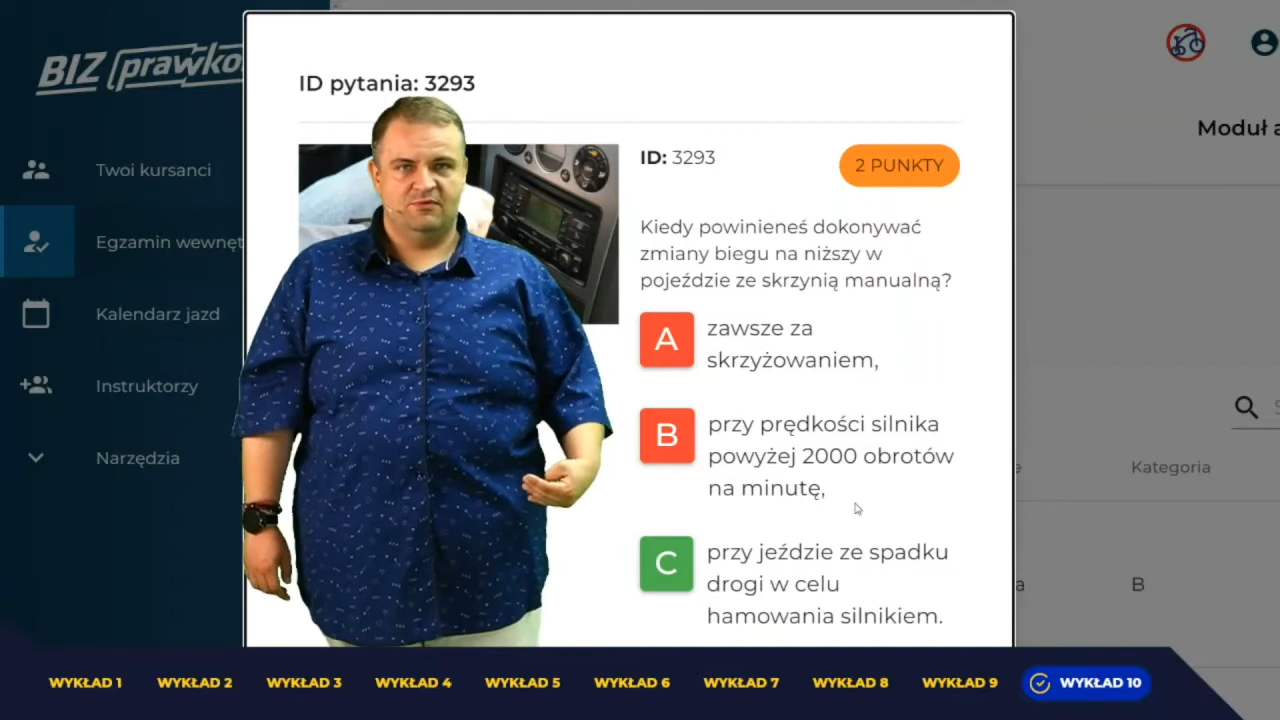 BIZ prawko
ID pytania: 3293
Moduł a
ID: 3293
2 PUNKTY
Twoi kursanci
Egzamin wewnęt
Kalendarz jazd
Instruktorzy
Narzędzia
Kiedy powinieneś dokonywać
zmiany biegu na niższy w
pojeździe ze skrzynią manualną?
A
zawsze za
skrzyżowaniem,
B
przy prędkości silnika
powyżej 2000 obrotów
na minutę,
C
przy jeździe ze spadku
drogi w celu
hamowania silnikiem.
Kategoria
B
WYKŁAD 1 WYKŁAD 2 WYKŁAD 3 WYKŁAD 4 WYKŁAD 5 WYKŁAD 6 WYKŁAD 7 WYKŁAD 8 WYKŁAD 9 WYKŁAD 10